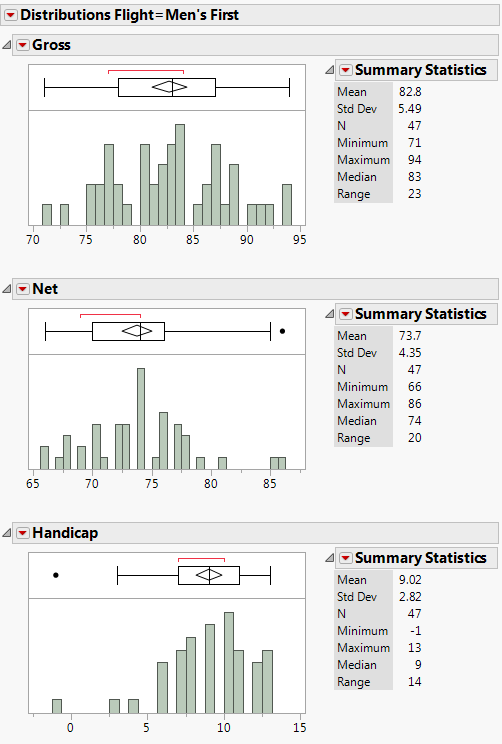 Distributions Flight=Men's First
Gross
Summary Statistics
Mean 82.8
Std Dev 5.49
N 47
Minimum 71
Maximum 94
Median 83
Range 23
70 75 80 85 90 95
Net
Summary Statistics
Mean 73.7
Std Dev 4.35
N 47
Minimum 66
Maximum 86
Median 74
Range 20
65 70 75 80 85
Handicap
Summary Statistics
Mean 9.02
Std Dev 2.82
N 47
Minimum -1
Maximum 13
Median 9
Range 14
0 5 10 15